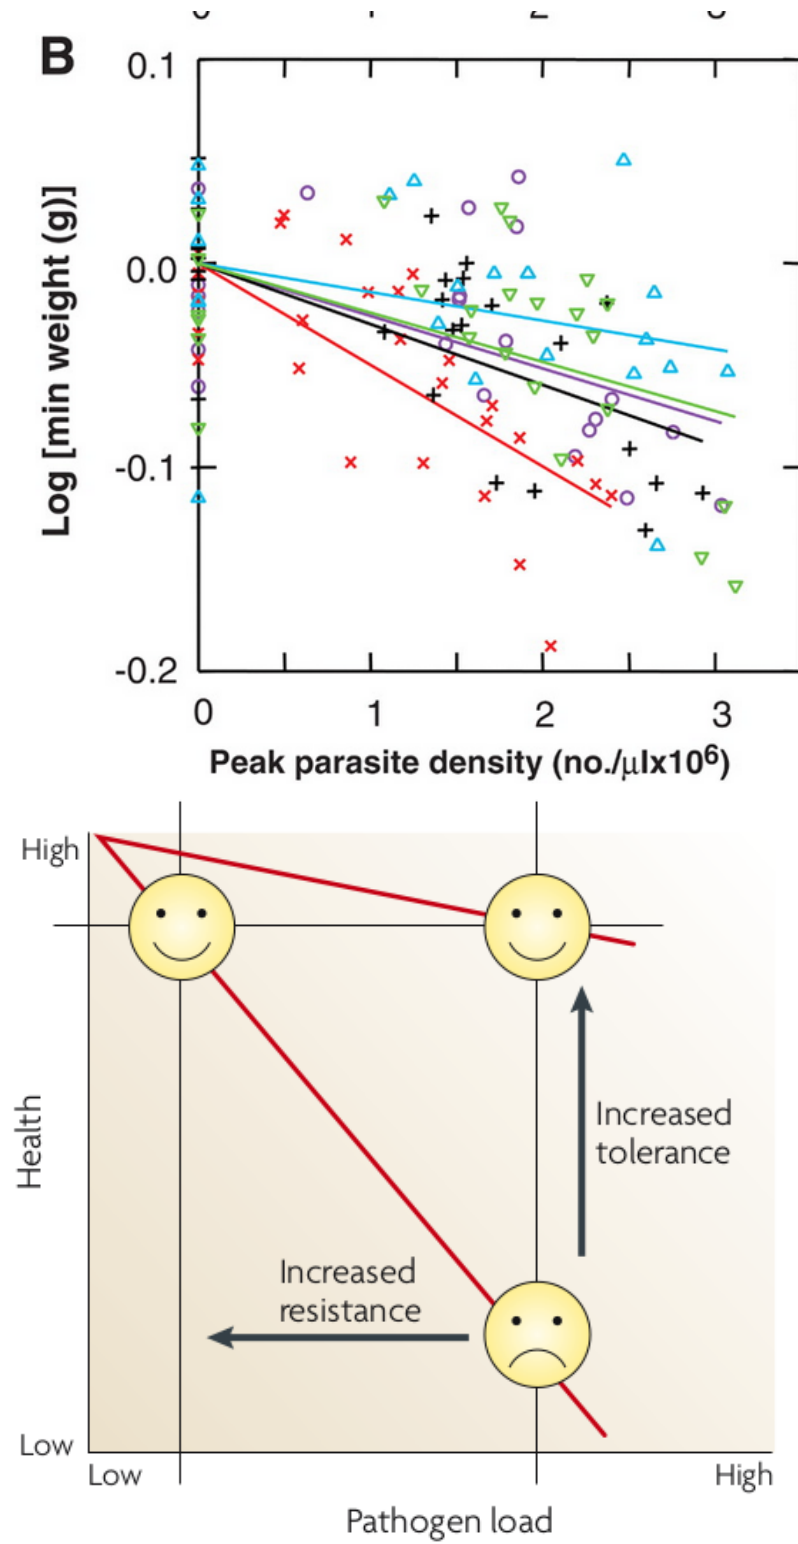 B
0.1
0.0
-0.1
-0.2
Log [min weight (g)]
0 1 2 3
Peak parasite density (no./μlx10⁶)
High
Health
Low
Increased
tolerance
Increased
resistance
Low High
Pathogen load